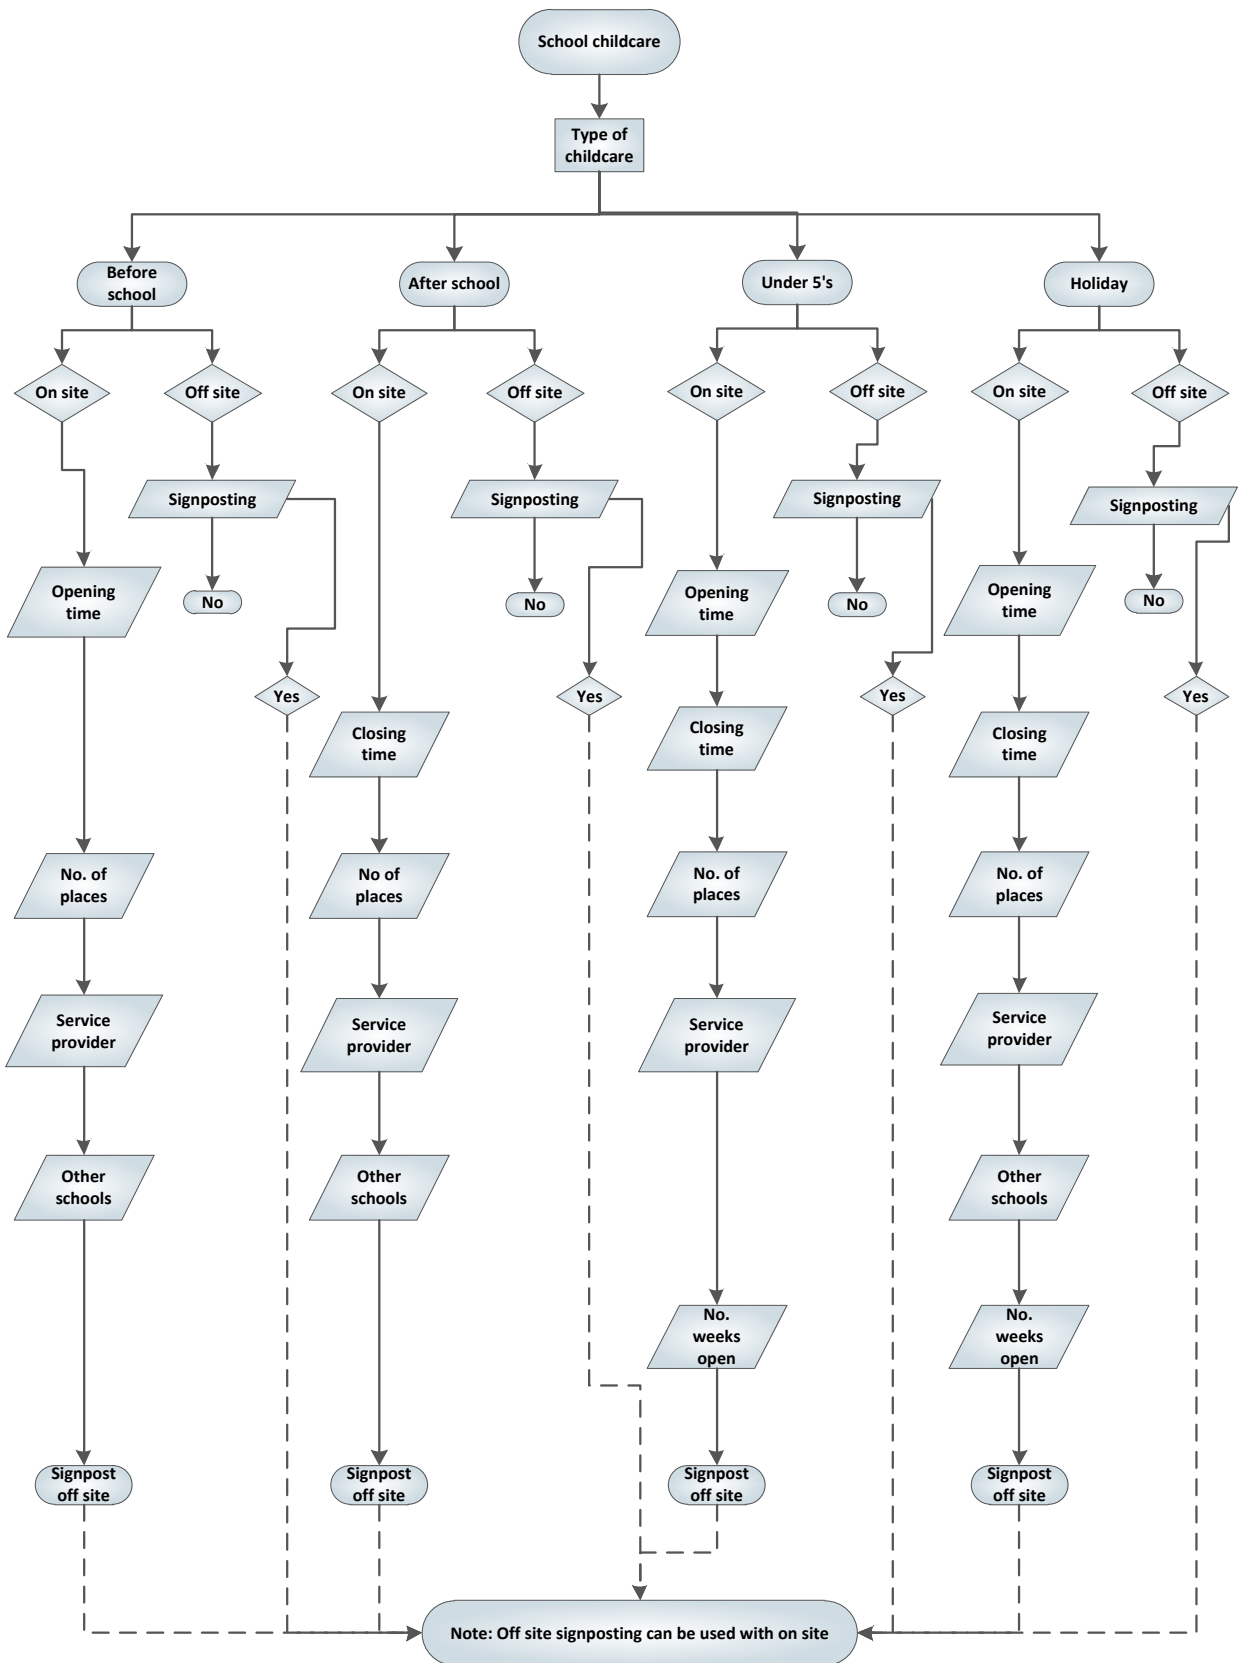 School childcare
Type of
childcare
Before
school
After school
Under 5's
Holiday
On site
Off site
On site
Off site
On site
Off site
On site
Off site
Signposting
Signposting
Signposting
Signposting
Opening
time
No
No
Opening
time
No
Opening
time
No
Yes
Yes
Yes
Yes
Closing
time
Closing
time
Closing
time
No. of
places
No of
places
No. of
places
No. of
places
Service
provider
Service
provider
Service
provider
Service
provider
Other
schools
Other
schools
Other
schools
No.
weeks
open
No.
weeks
open
Signpost
off site
Signpost
off site
Signpost
off site
Signpost
off site
Note: Off site signposting can be used with on site